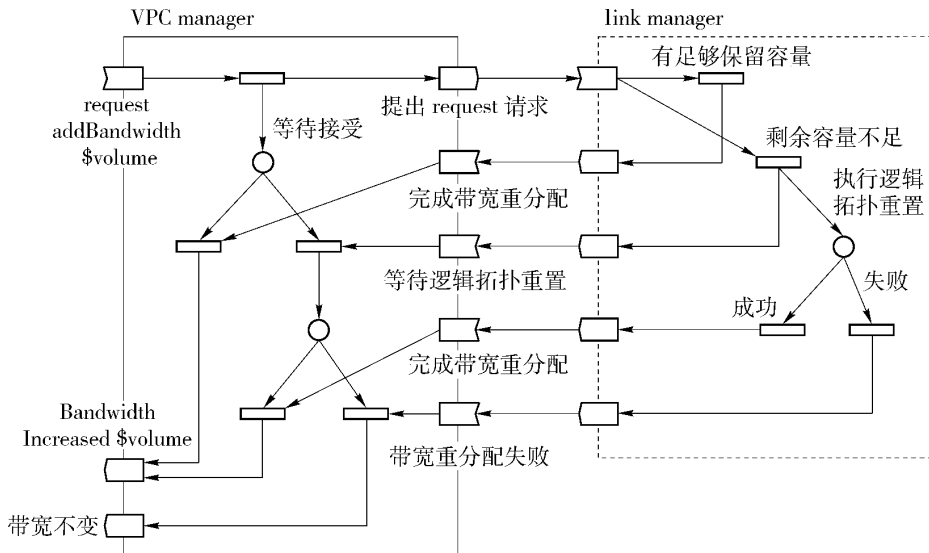 VPC manager
link manager
有足够保留容量
request
addBandwidth
$volume
提出 request 请求
等待接受
剩余容量不足
完成带宽重分配
执行逻辑
拓扑重置
等待逻辑拓扑重置
成功
失败
完成带宽重分配
Bandwidth
Increased $volume
带宽重分配失败
带宽不变